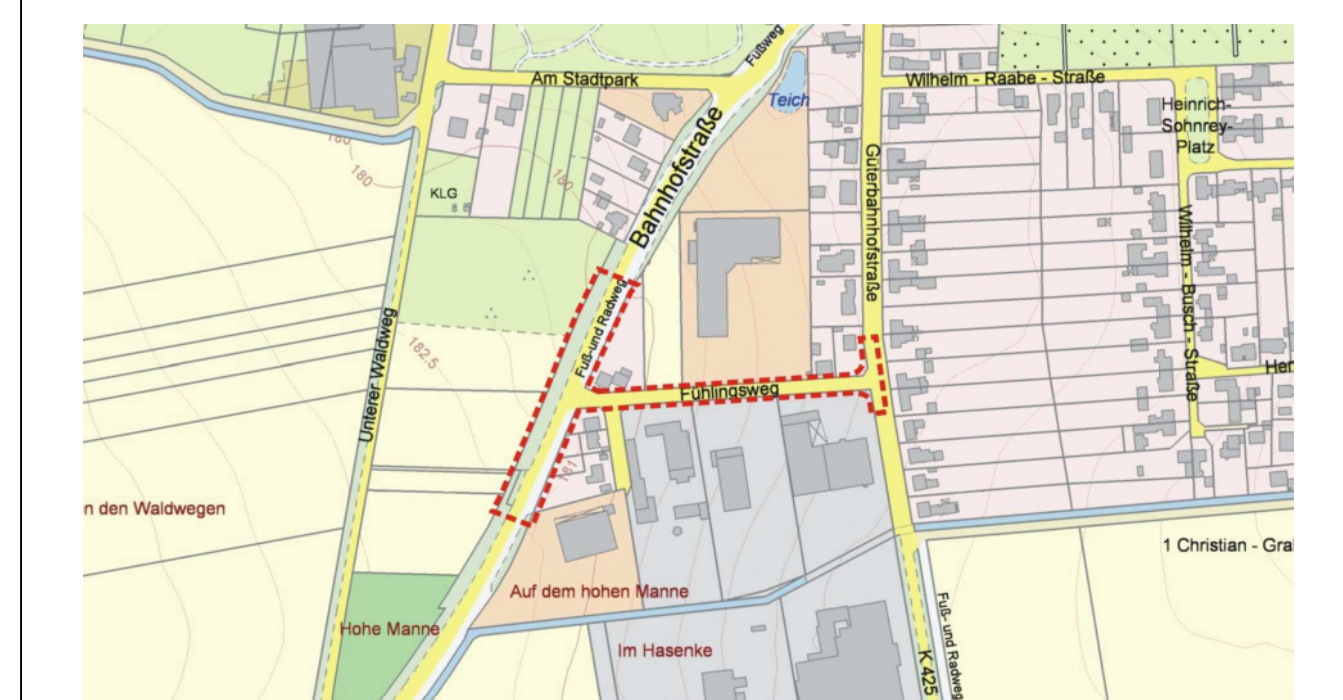 Fußweg
Am Stadtpark
Wilhelm - Raabe - Straße
Teich
Heinrich-
Sohnrey-
Platz
180
180
180
KLG
Bahnhofstraße
Güterbahnhofstraße
Wilhelm - Busch - Straße
Fuß-und Radweg
Unterer Waldweg
182.5
Her
Fühlingsweg
181
n den Waldwegen
1 Christian - Gra
Auf dem hohen Manne
Hohe Manne
Im Hasenke
Fuß- und Radweg
K 425